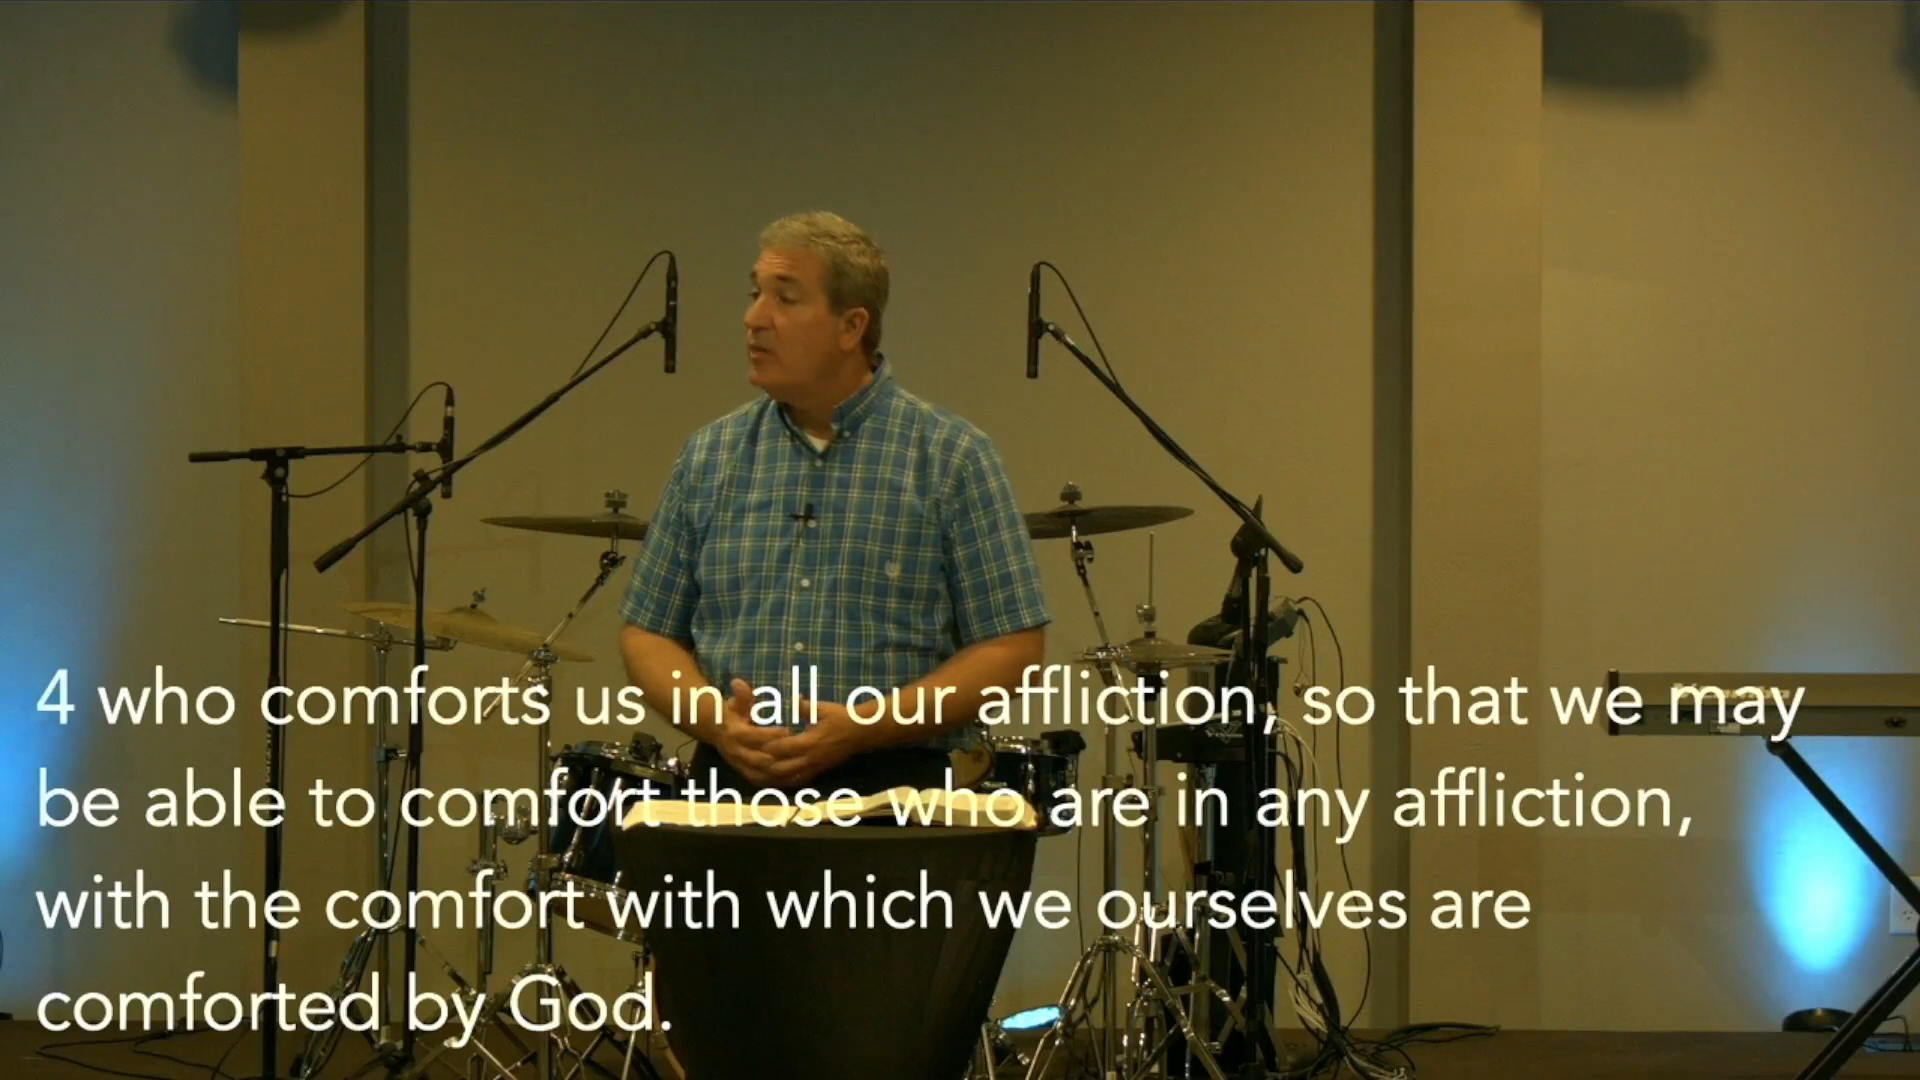 4 who comforts us in all our affliction, so that we may
be able to comfort those who are in any affliction,
with the comfort with which we ourselves are
comforted by God.